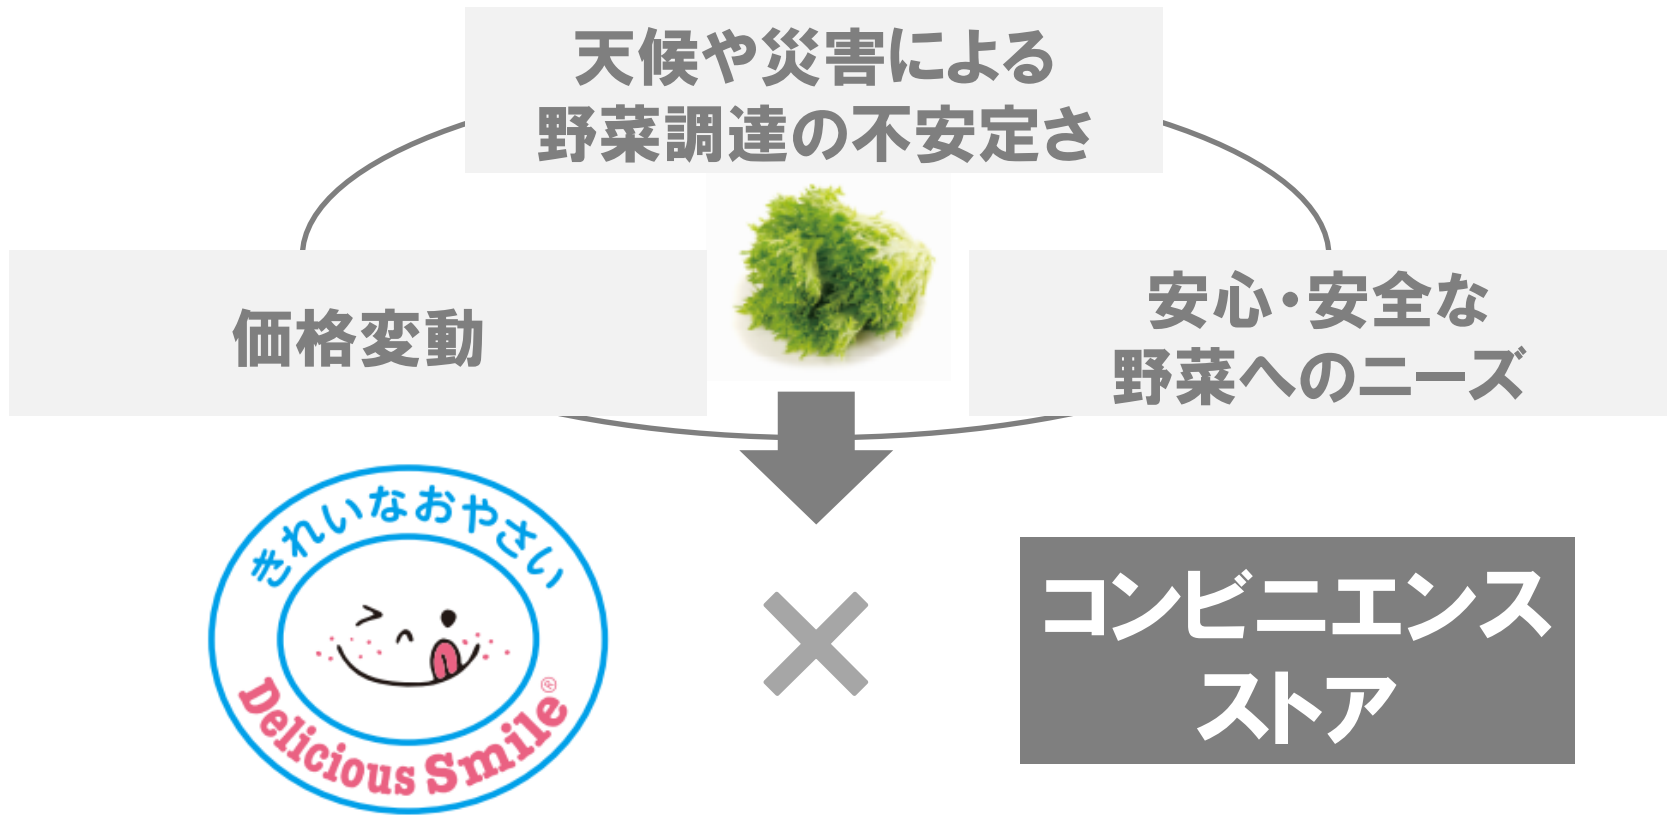 天候や災害による
野菜調達の不安定さ
価格変動
安心・安全な
野菜へのニーズ
きれいなおやさい
Delicious Smile®
コンビニエンス
ストア